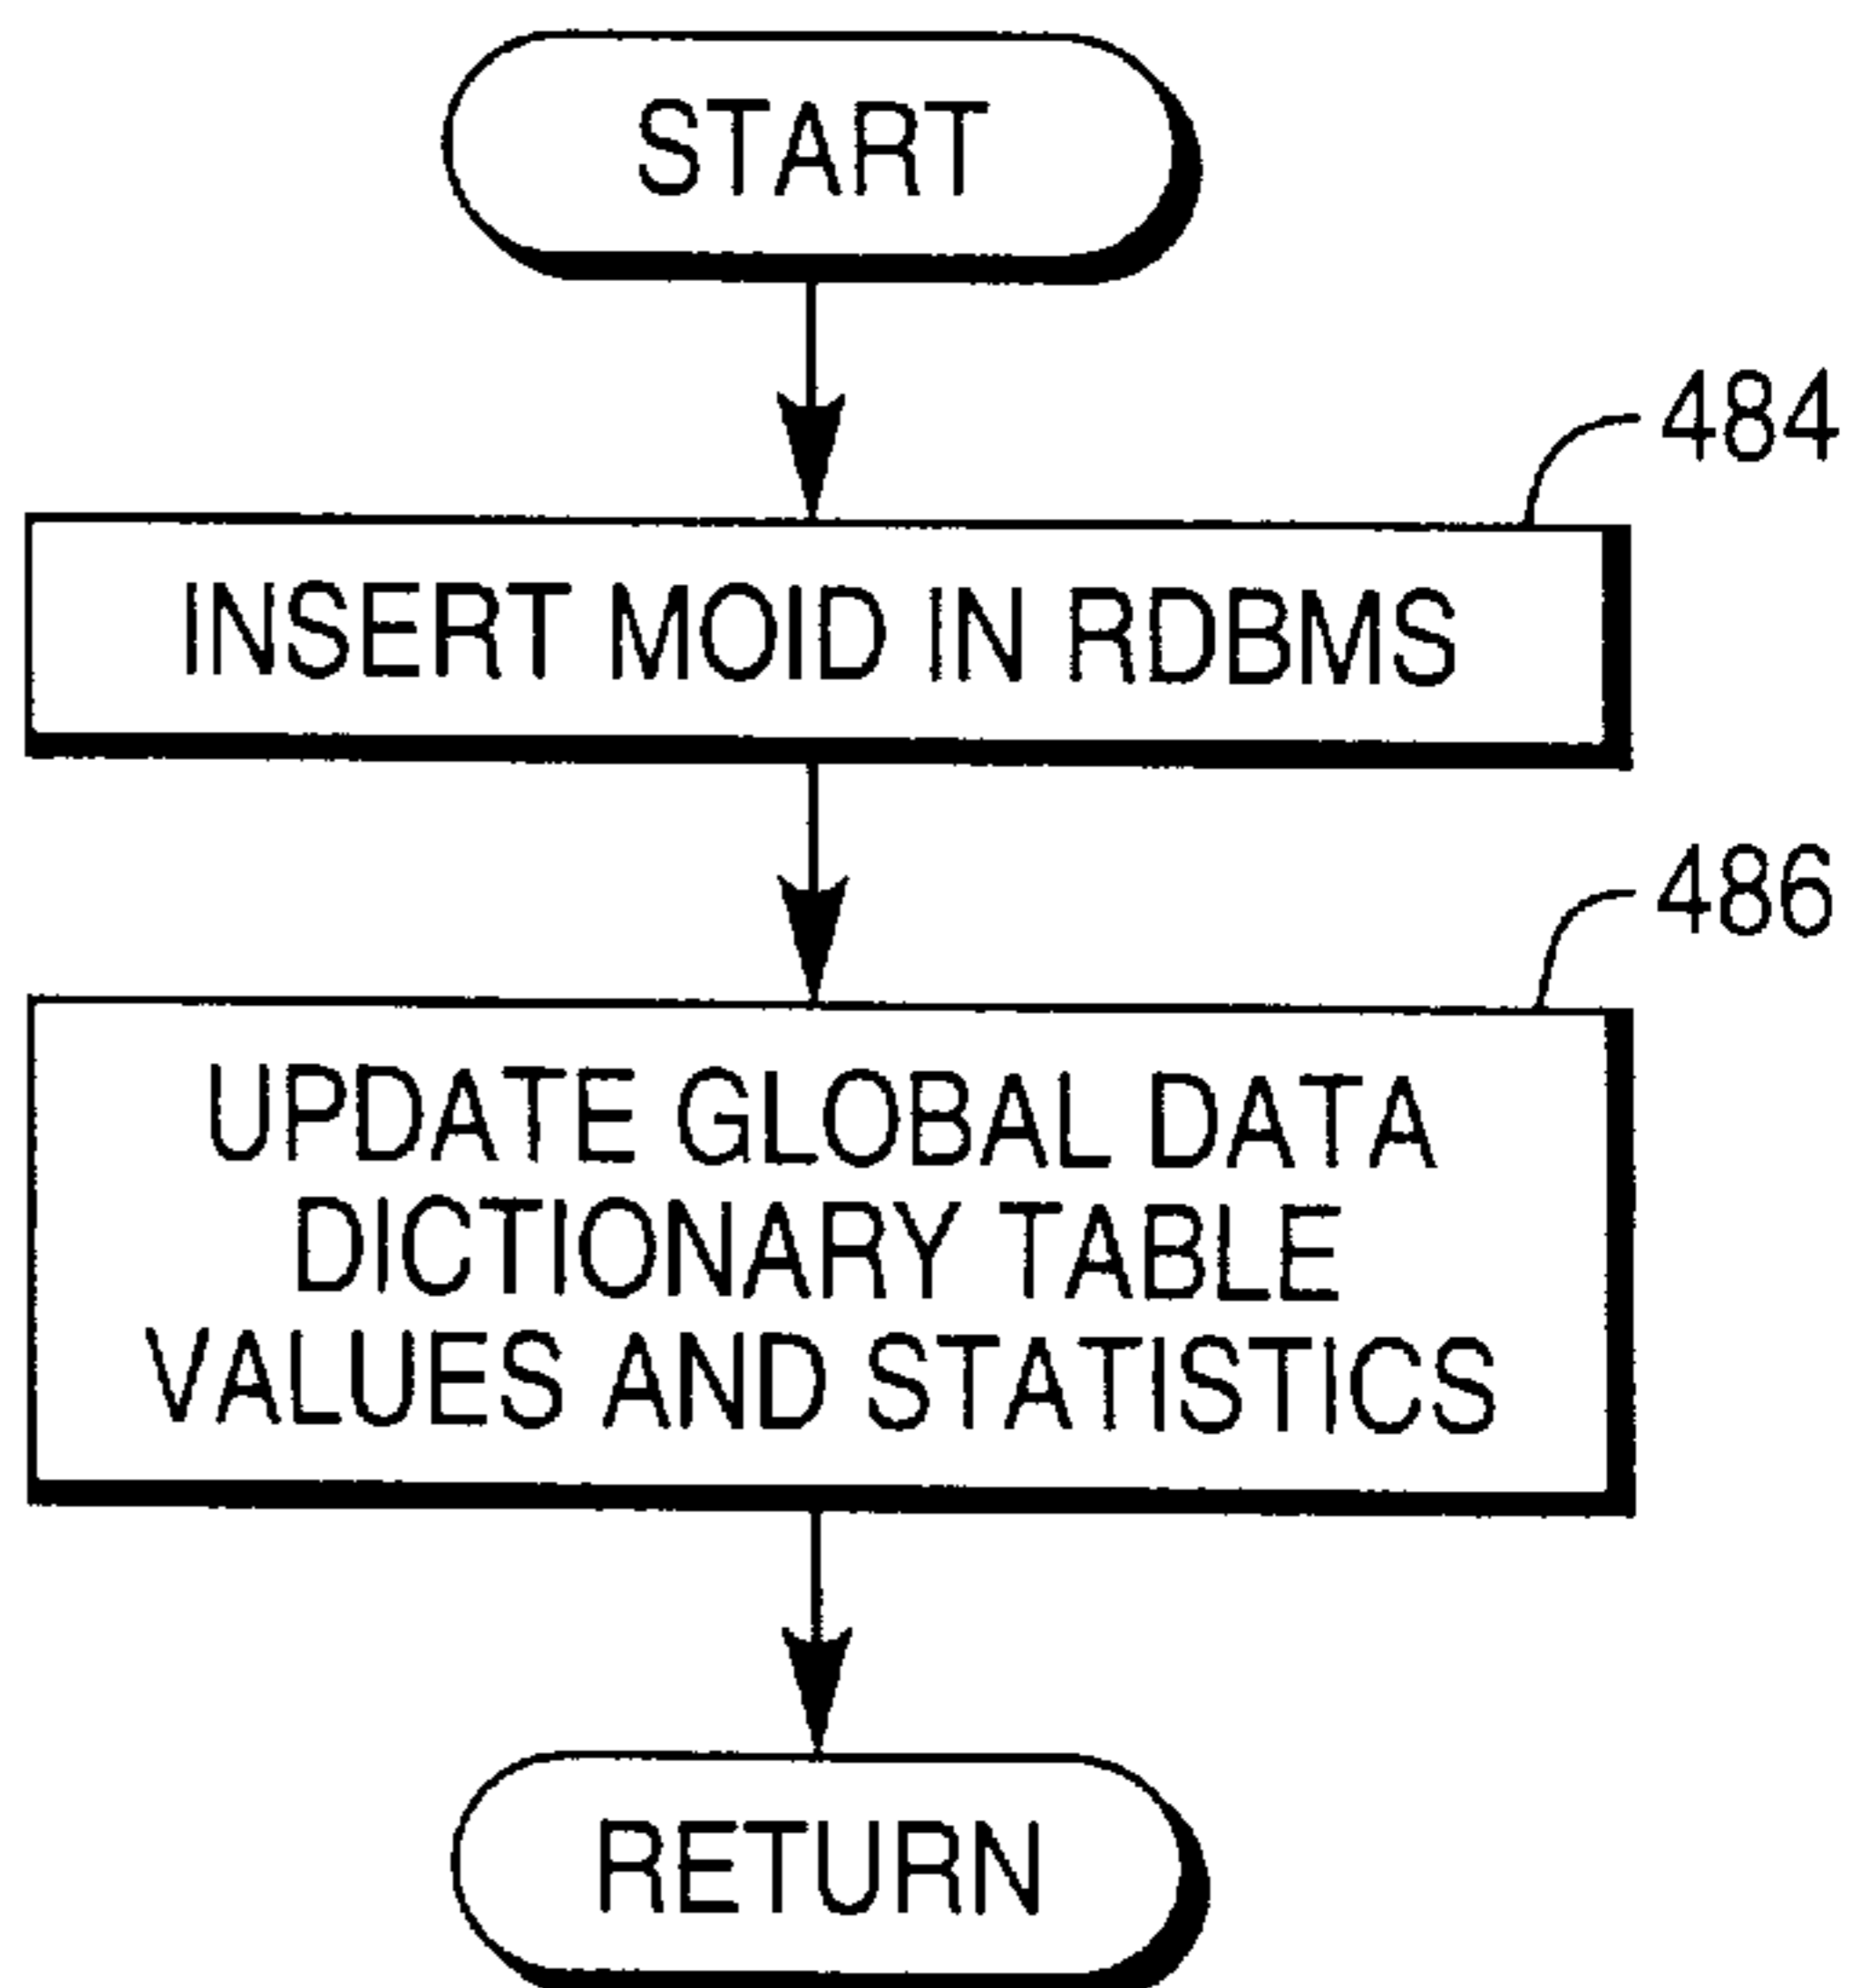 START
484
INSERT MOID IN RDBMS
486
UPDATE GLOBAL DATA
DICTIONARY TABLE
VALUES AND STATISTICS
RETURN